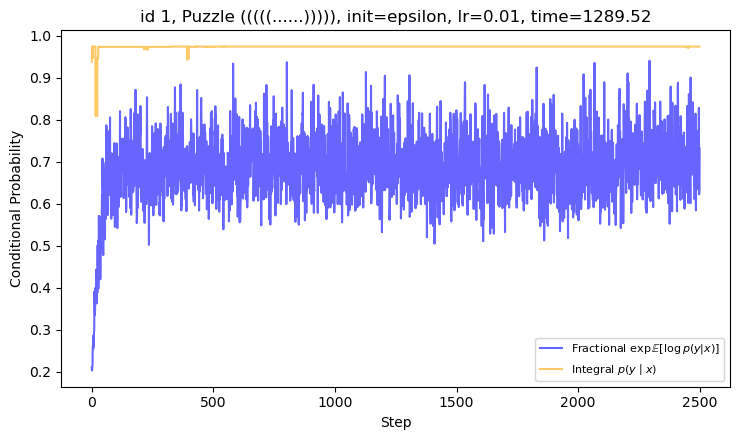 id 1, Puzzle (((((......))))), init=epsilon, lr=0.01, time=1289.52
Conditional Probability
1.0
0.9
0.8
0.7
0.6
0.5
0.4
0.3
0.2
Fractional exp𝔼[log p(y|x)]
Integral p(y | x)
0 500 1000 1500 2000 2500
Step